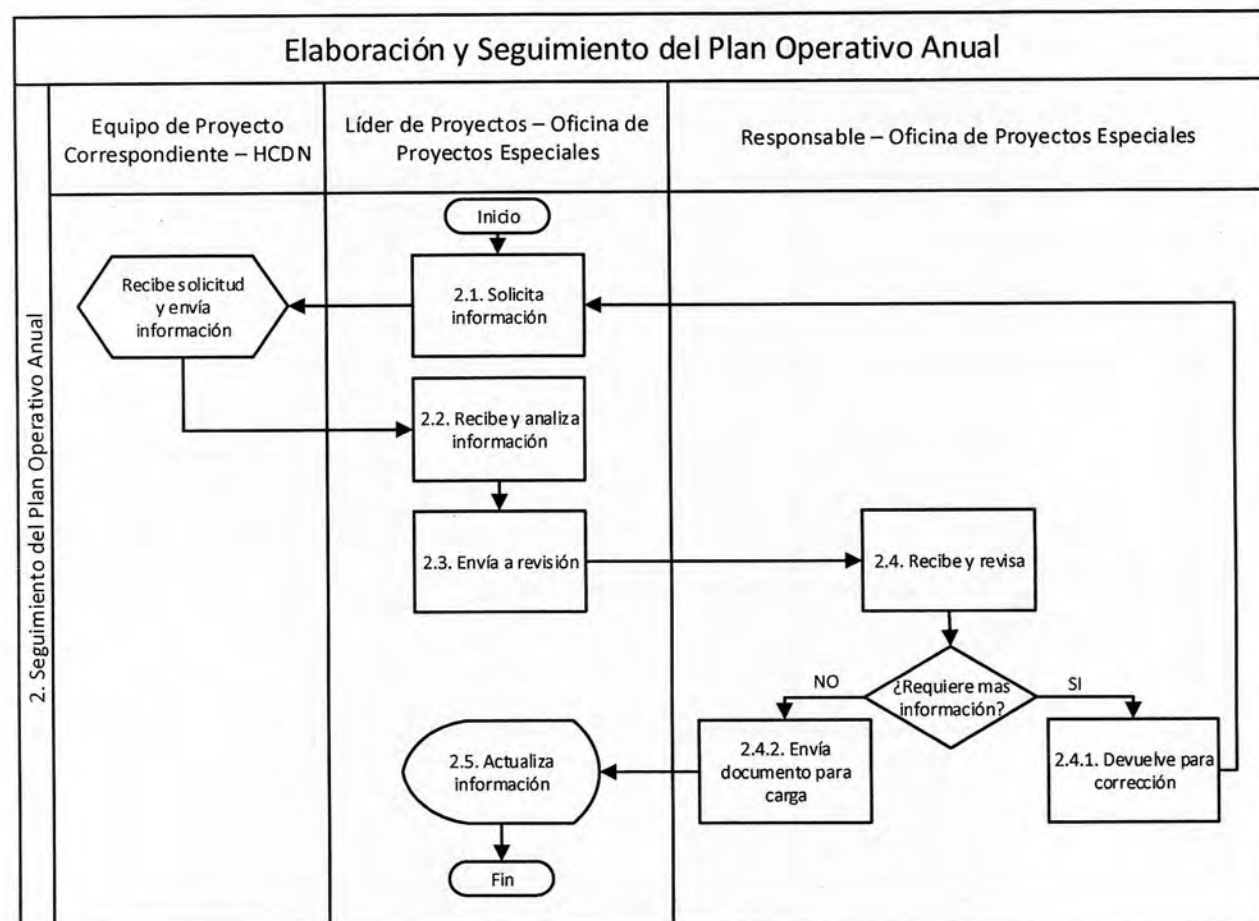 Elaboración y Seguimiento del Plan Operativo Anual
Equipo de Proyecto
Correspondiente – HCDN
Líder de Proyectos – Oficina de
Proyectos Especiales
Responsable – Oficina de Proyectos Especiales
2. Seguimiento del Plan Operativo Anual
Inicio
Recibe solicitud
y envía
información
2.1. Solicita
información
2.2. Recibe y analiza
información
2.3. Envía a revisión
2.4. Recibe y revisa
¿Requiere mas
información?
NO
SI
2.4.2. Envía
documento para
carga
2.4.1. Devuelve para
corrección
2.5. Actualiza
información
Fin